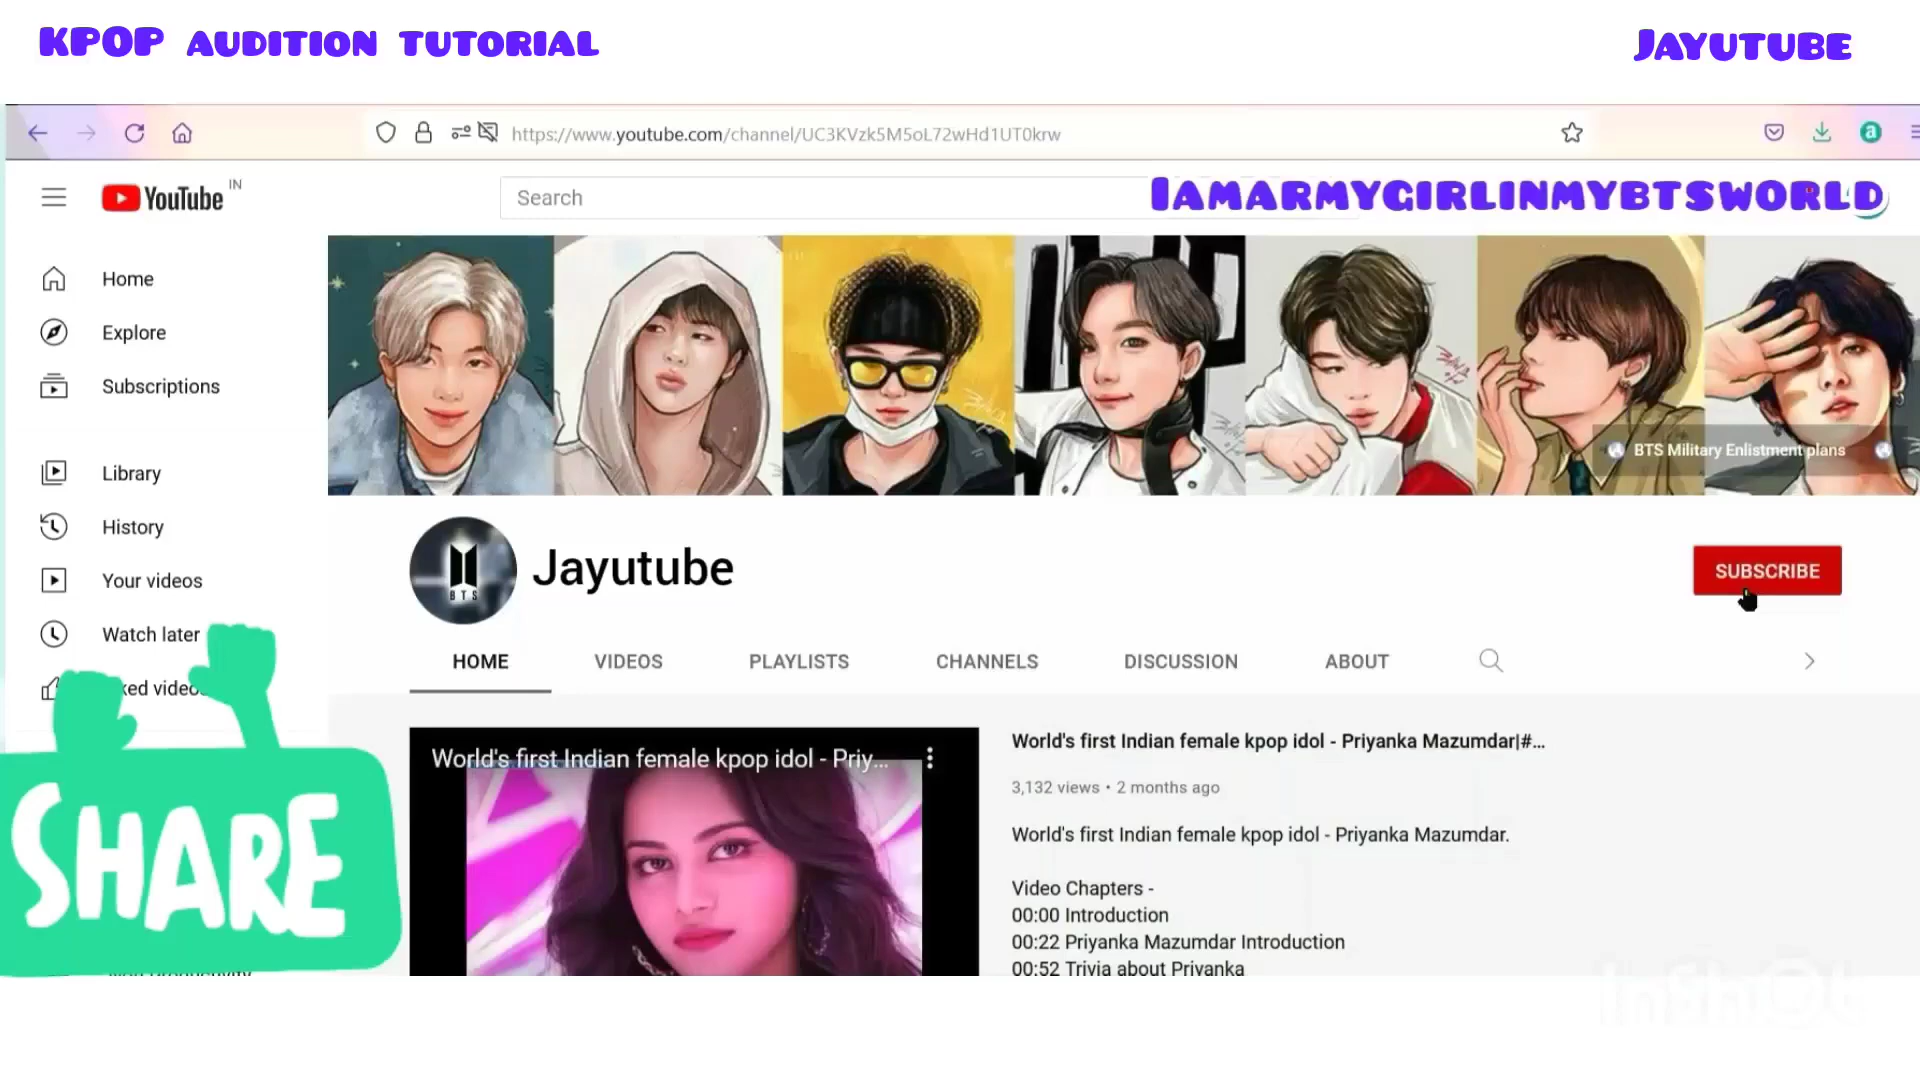 KPOP AUDITION TUTORIAL
JAYUTUBE
https://www.youtube.com/channel/UC3KVzk5M5oL72wHd1UT0krw
YouTube IN
Search
IAMARMYGIRLINMYBTSWORLD
Home
Explore
Subscriptions
Library
History
Your videos
Watch later
ked videos
SHARE
BTS Military Enlistment plans
BTS
Jayutube
SUBSCRIBE
HOME
VIDEOS
PLAYLISTS
CHANNELS
DISCUSSION
ABOUT
World's first Indian female kpop idol - Priy...
World's first Indian female kpop idol - Priyanka Mazumdar|#...
3,132 views • 2 months ago
World's first Indian female kpop idol - Priyanka Mazumdar.
Video Chapters -
00:00 Introduction
00:22 Priyanka Mazumdar Introduction
00:52 Trivia about Priyanka
InShot